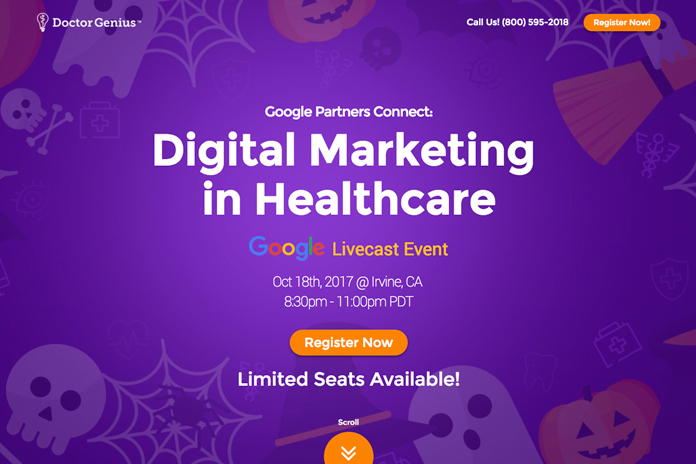 Doctor Genius™
Call Us! (800) 595-2018
Register Now!
Google Partners Connect:
Digital Marketing
in Healthcare
Google Livecast Event
Oct 18th, 2017 @ Irvine, CA
8:30pm - 11:00pm PDT
Register Now
Limited Seats Available!
Scroll